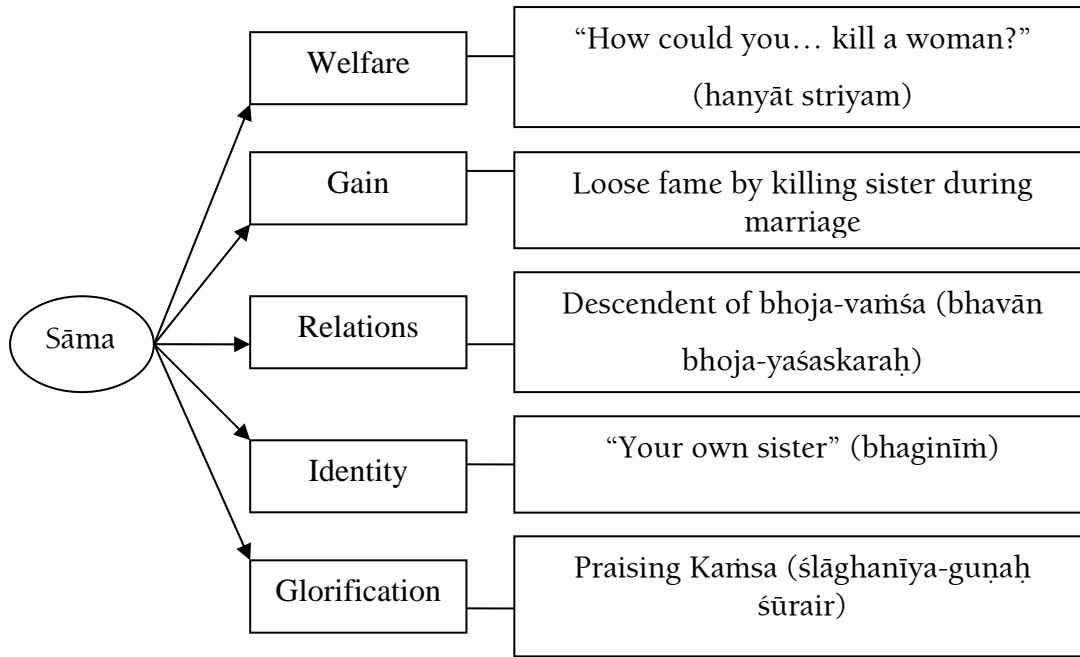 Sāma
Welfare
“How could you… kill a woman?”
(hanyāt striyam)
Gain
Loose fame by killing sister during
marriage
Relations
Descendent of bhoja-vaṁśa (bhavān
bhoja-yaśaskaraḥ)
Identity
“Your own sister” (bhaginīṁ)
Glorification
Praising Kaṁsa (ślāghanīya-guṇaḥ
śūrair)